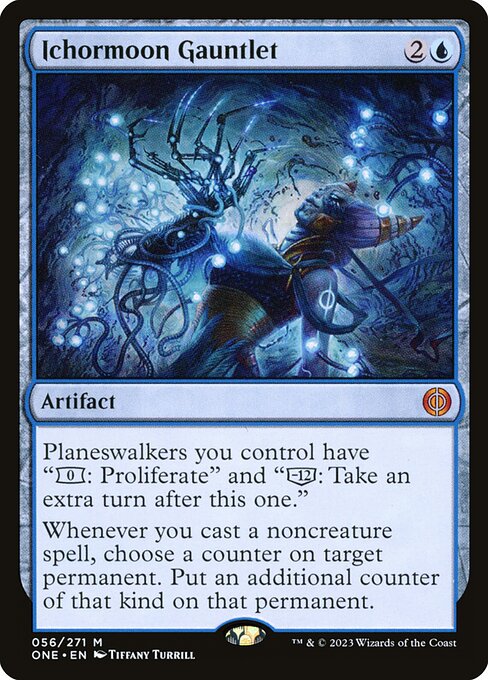 Ichormoon Gauntlet 2
Artifact
Planeswalkers you control have
“0: Proliferate” and “-12: Take an
extra turn after this one.”
Whenever you cast a noncreature
spell, choose a counter on target
permanent. Put an additional counter
of that kind on that permanent.
056/271 M
ONE • EN Tiffany Turrill
™ & © 2023 Wizards of the Coast